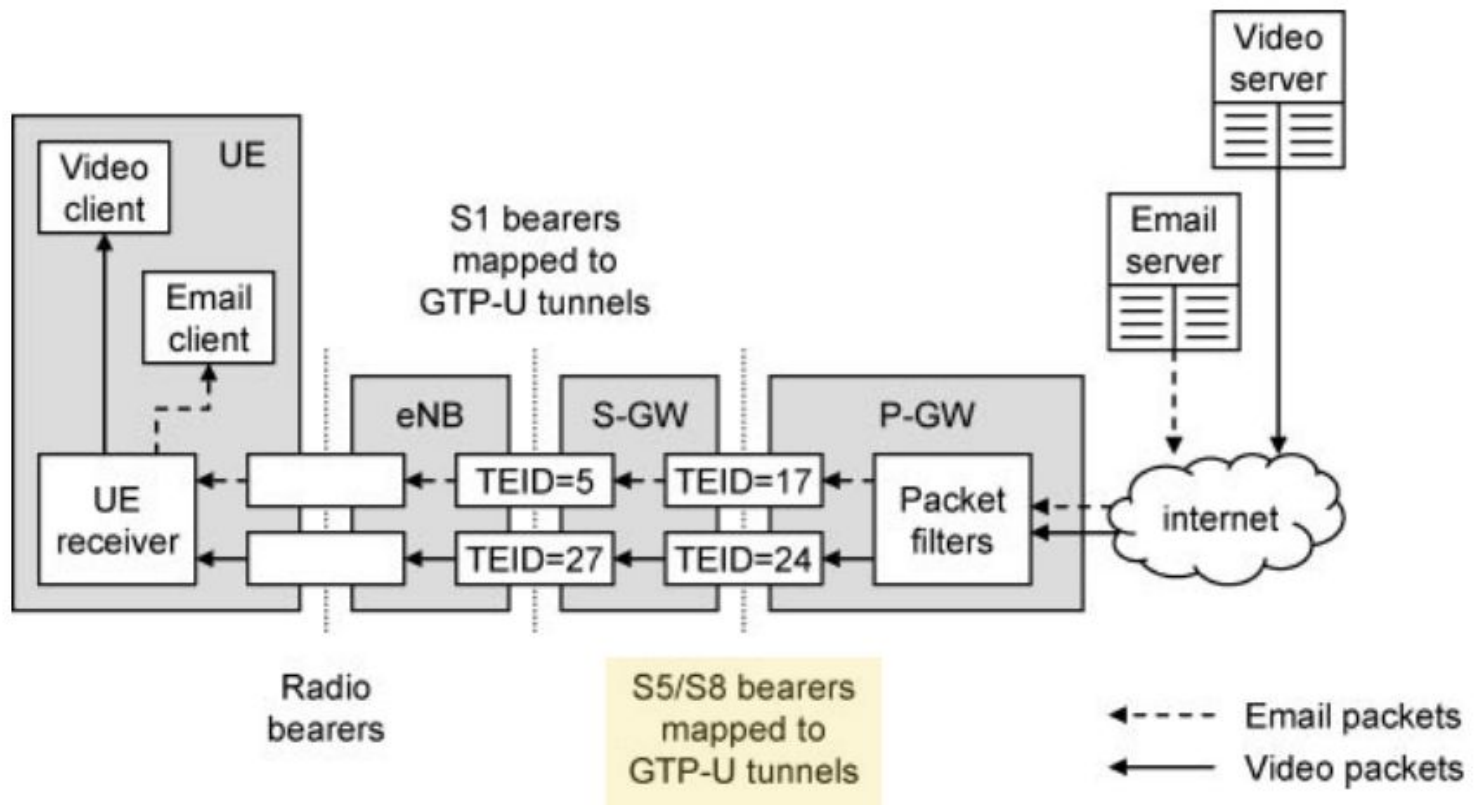 Video
server
Video
client
UE
Email
server
S1 bearers
mapped to
GTP-U tunnels
Email
client
eNB
S-GW
P-GW
UE
receiver
TEID=5
TEID=17
TEID=27
TEID=24
Packet
filters
internet
Radio
bearers
S5/S8 bearers
mapped to
GTP-U tunnels
Email packets
Video packets